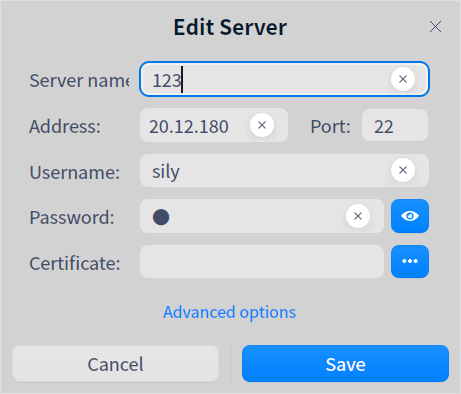 Edit Server
Server name 123
Address: 20.12.180 Port: 22
Username: sily
Password: ●
Certificate:
Advanced options
Cancel Save